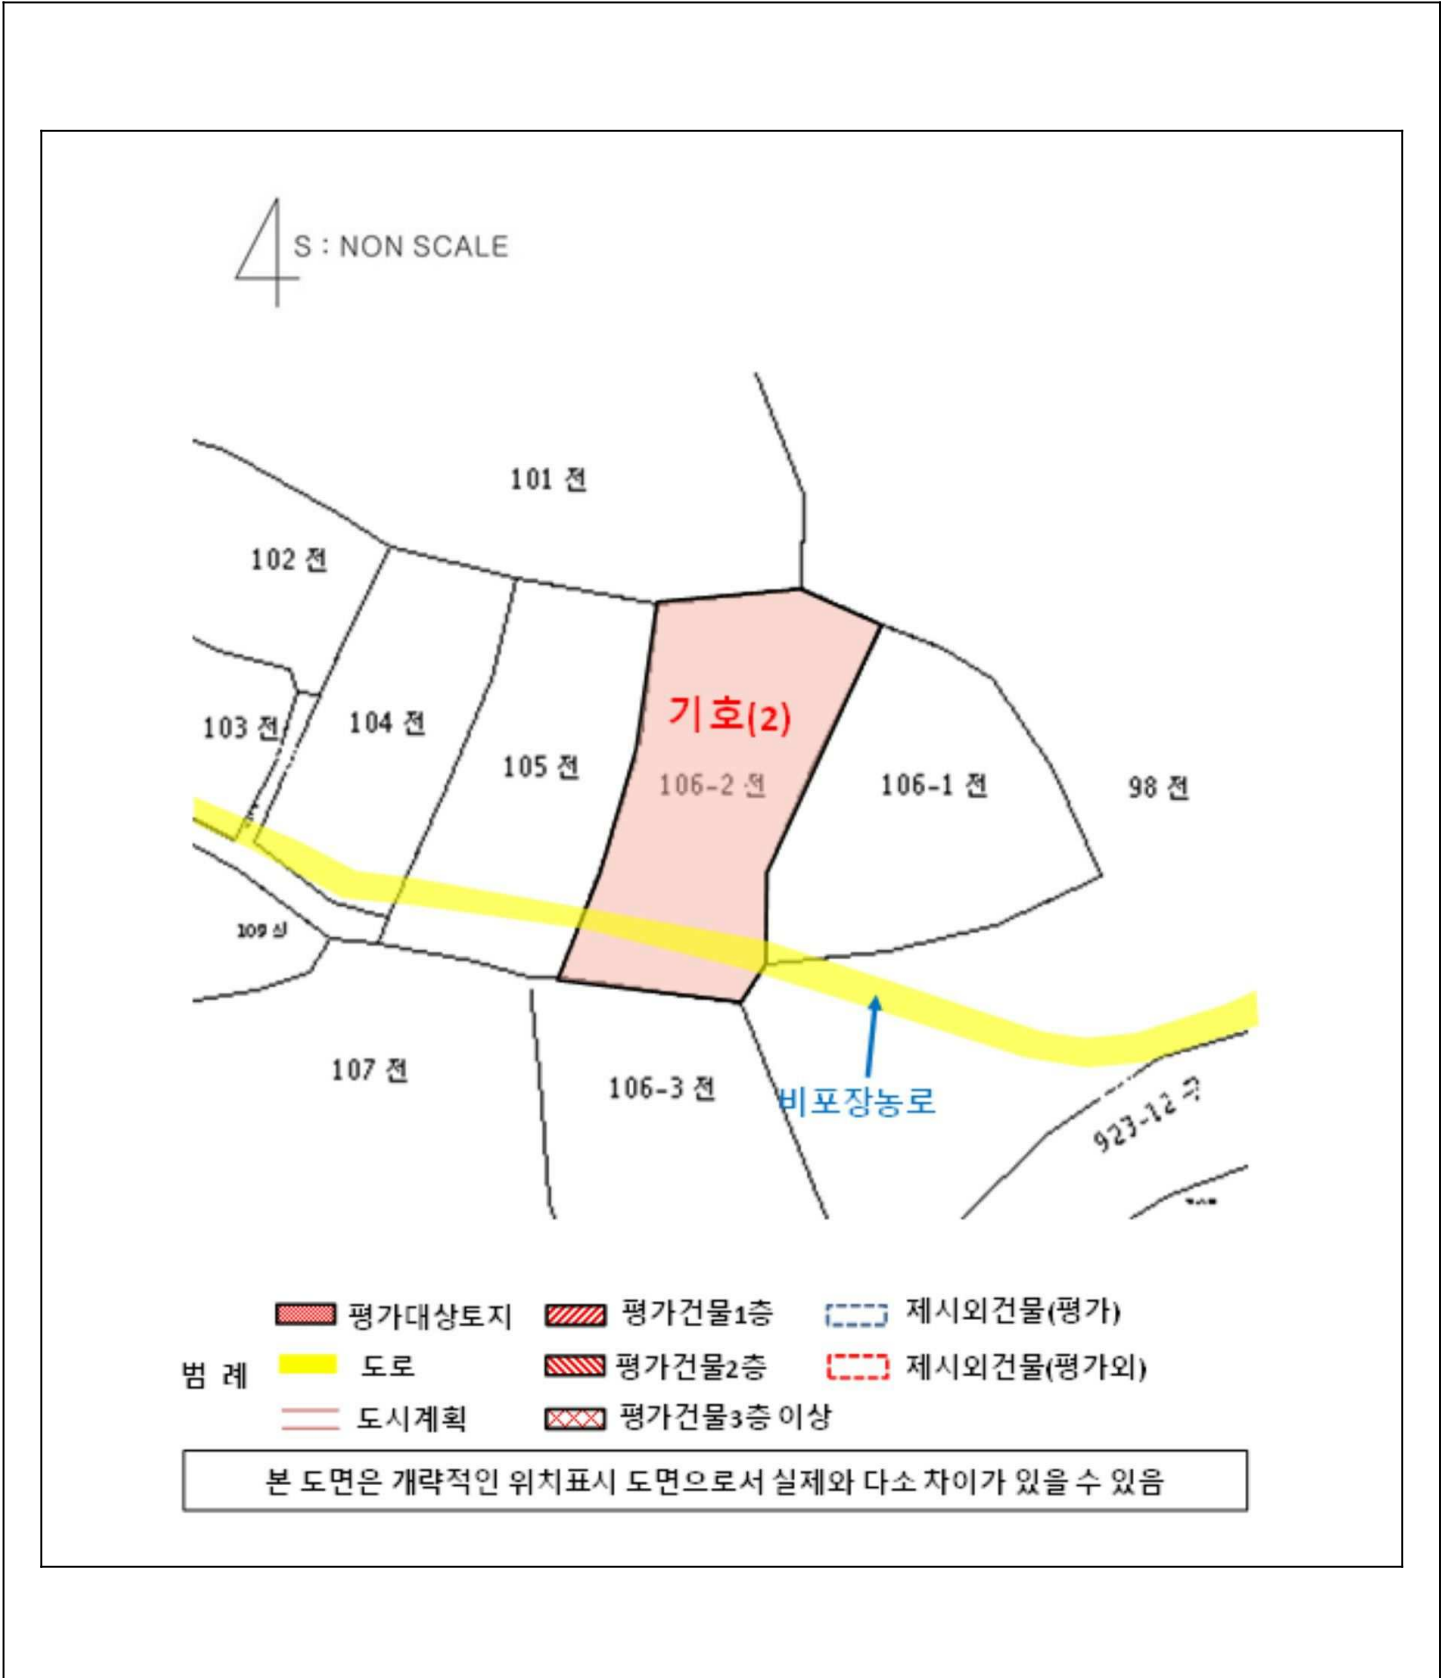 S : NON SCALE
101 전
102 전
103 전
104 전
105 전
기호(2)
106-2 전
106-1 전
98 전
109
107 전
106-3 전
비포장농로
923-12
범 례
평가대상토지
평가건물1층
제시외건물(평가)
도로
평가건물2층
제시외건물(평가외)
도시계획
평가건물3층 이상
본 도면은 개략적인 위치표시 도면으로서 실제와 다소 차이가 있을 수 있음